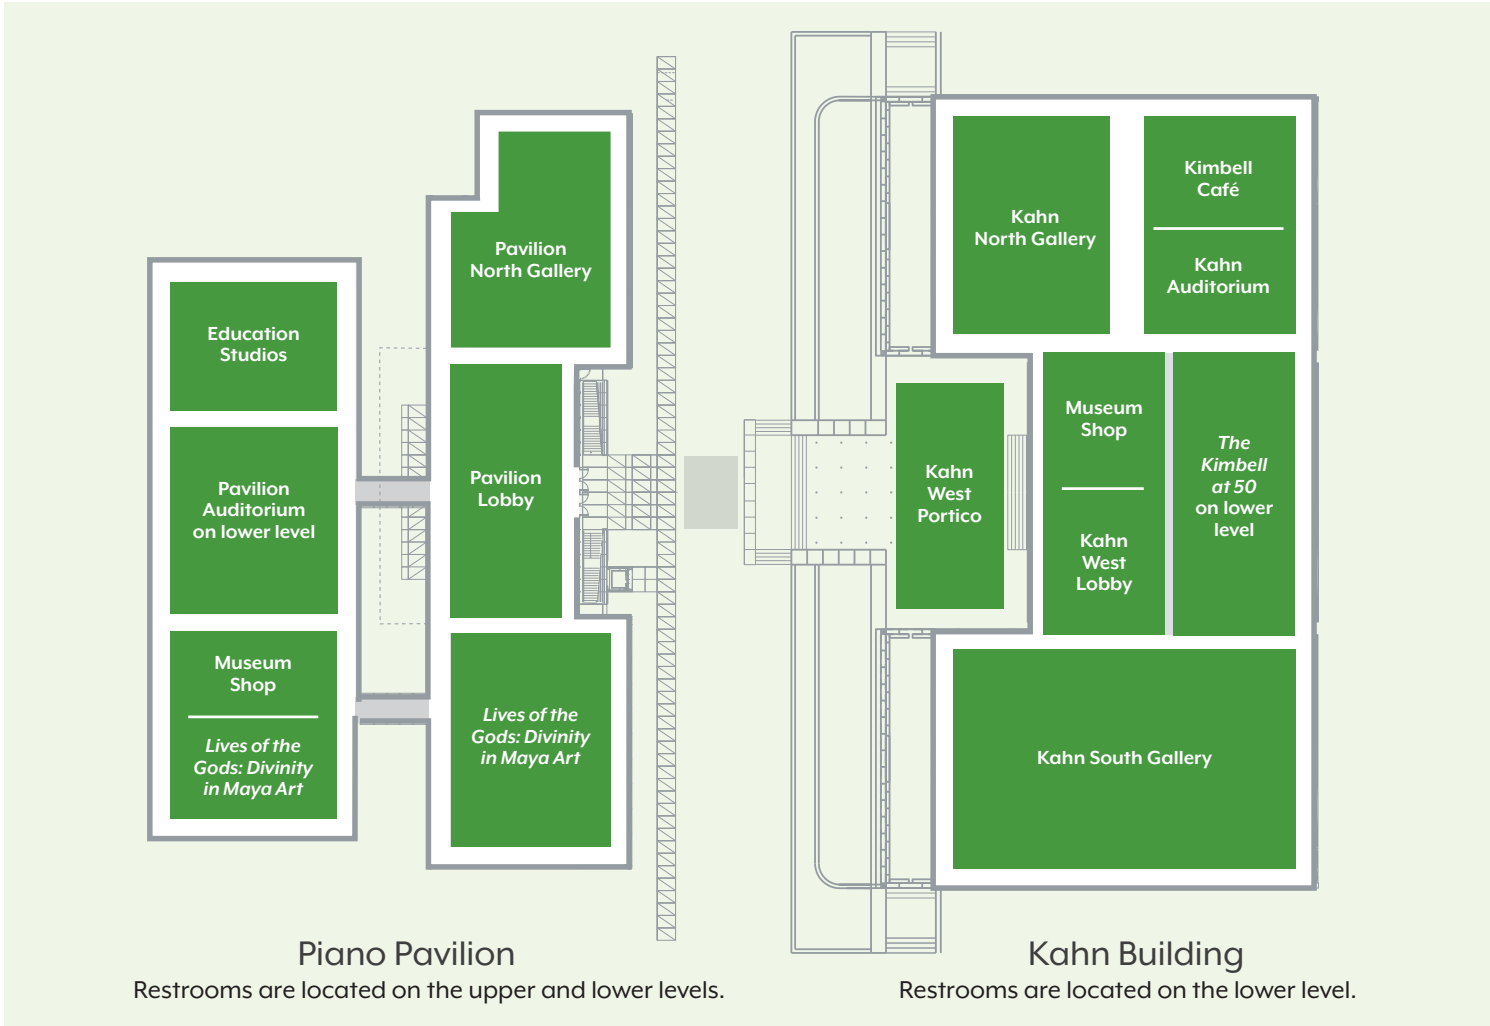 Pavilion
North Gallery
Education
Studios
Pavilion
Auditorium
on lower level
Pavilion
Lobby
Museum
Shop
Lives of the
Gods: Divinity
in Maya Art
Lives of the
Gods: Divinity
in Maya Art
Piano Pavilion
Restrooms are located on the upper and lower levels.
Kahn
North Gallery
Kimbell
Café
Kahn
Auditorium
Kahn
West
Portico
Museum
Shop
Kahn
West
Lobby
The
Kimbell
at 50
on lower
level
Kahn South Gallery
Kahn Building
Restrooms are located on the lower level.